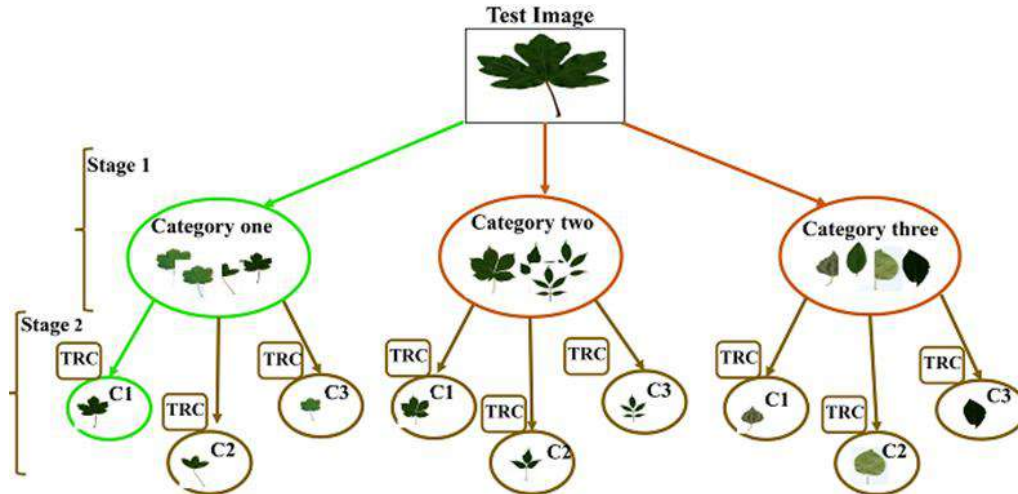 Test Image
Stage 1
Category one
Category two
Category three
Stage 2
TRC
TRC
TRC
TRC
TRC
TRC
TRC
TRC
TRC
C1
C2
C3
C1
C2
C3
C1
C2
C3